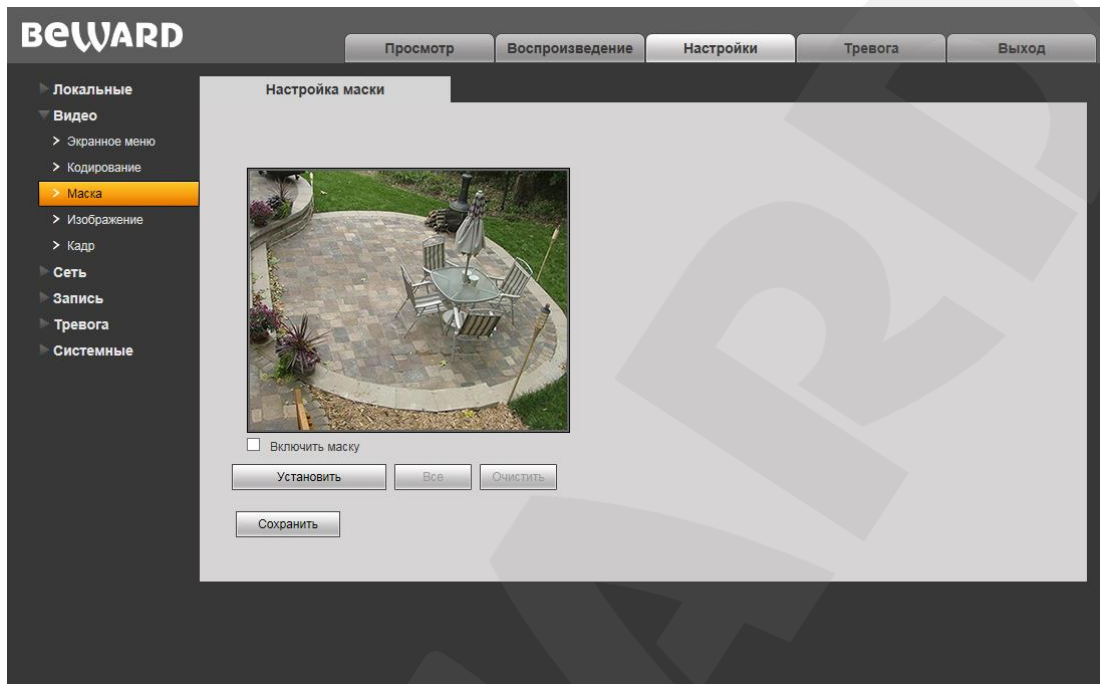 BEWARD
Просмотр
Воспроизведение
Настройки
Тревога
Выход
Локальные
Видео
> Экранное меню
> Кодирование
> Маска
> Изображение
> Кадр
Сеть
Запись
Тревога
Системные
Настройка маски
Включить маску
Установить
Все
Очистить
Сохранить